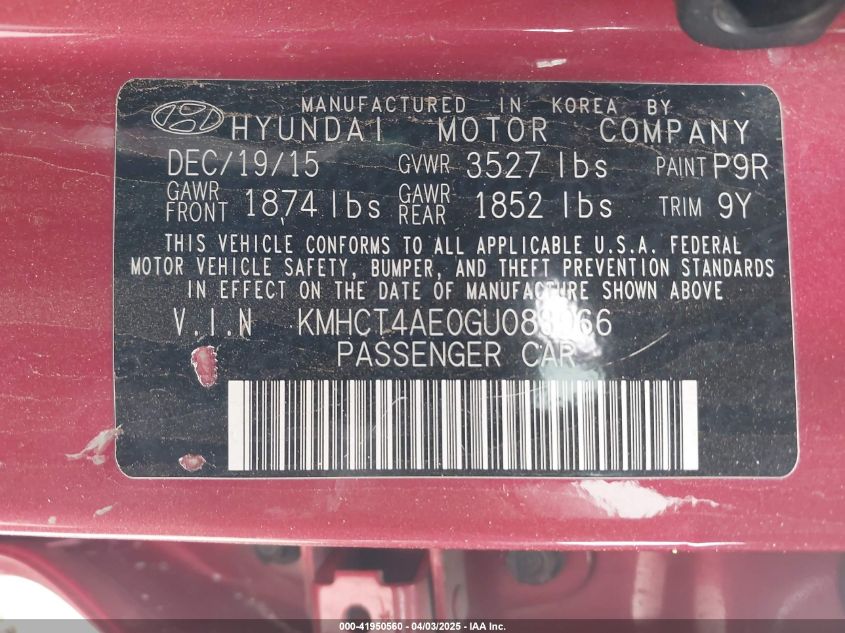 MANUFACTURED IN KOREA BY
HYUNDAI MOTOR COMPANY
DEC/19/15 GVWR 3527 lbs PAINT P9R
GAWR FRONT 1874 lbs GAWR REAR 1852 lbs TRIM 9Y
THIS VEHICLE CONFORMS TO ALL APPLICABLE U.S.A. FEDERAL
MOTOR VEHICLE SAFETY, BUMPER, AND THEFT PREVENTION STANDARDS
IN EFFECT ON THE DATE OF MANUFACTURE SHOWN ABOVE
V.I.N
PASSENGER CAR
000-41950560 - 04/03/2025 - IAA Inc.